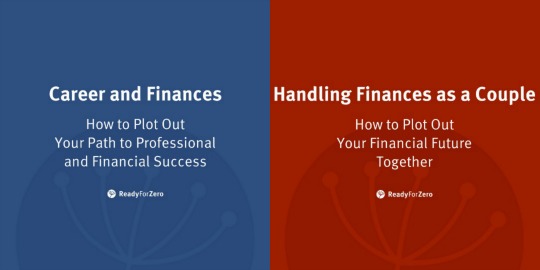 Career and Finances
How to Plot Out
Your Path to Professional
and Financial Success
ReadyForZero
Handling Finances as a Couple
How to Plot Out
Your Financial Future
Together
ReadyForZero